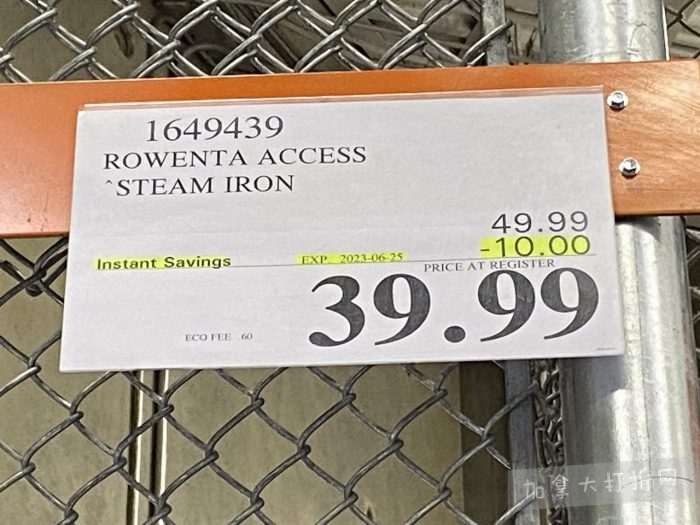 1649439
ROWENTA ACCESS
^STEAM IRON
49.99
Instant Savings EXP. 2023-06-25 -10.00
PRICE AT REGISTER
39.99
ECO FEE .60
加拿大打折网